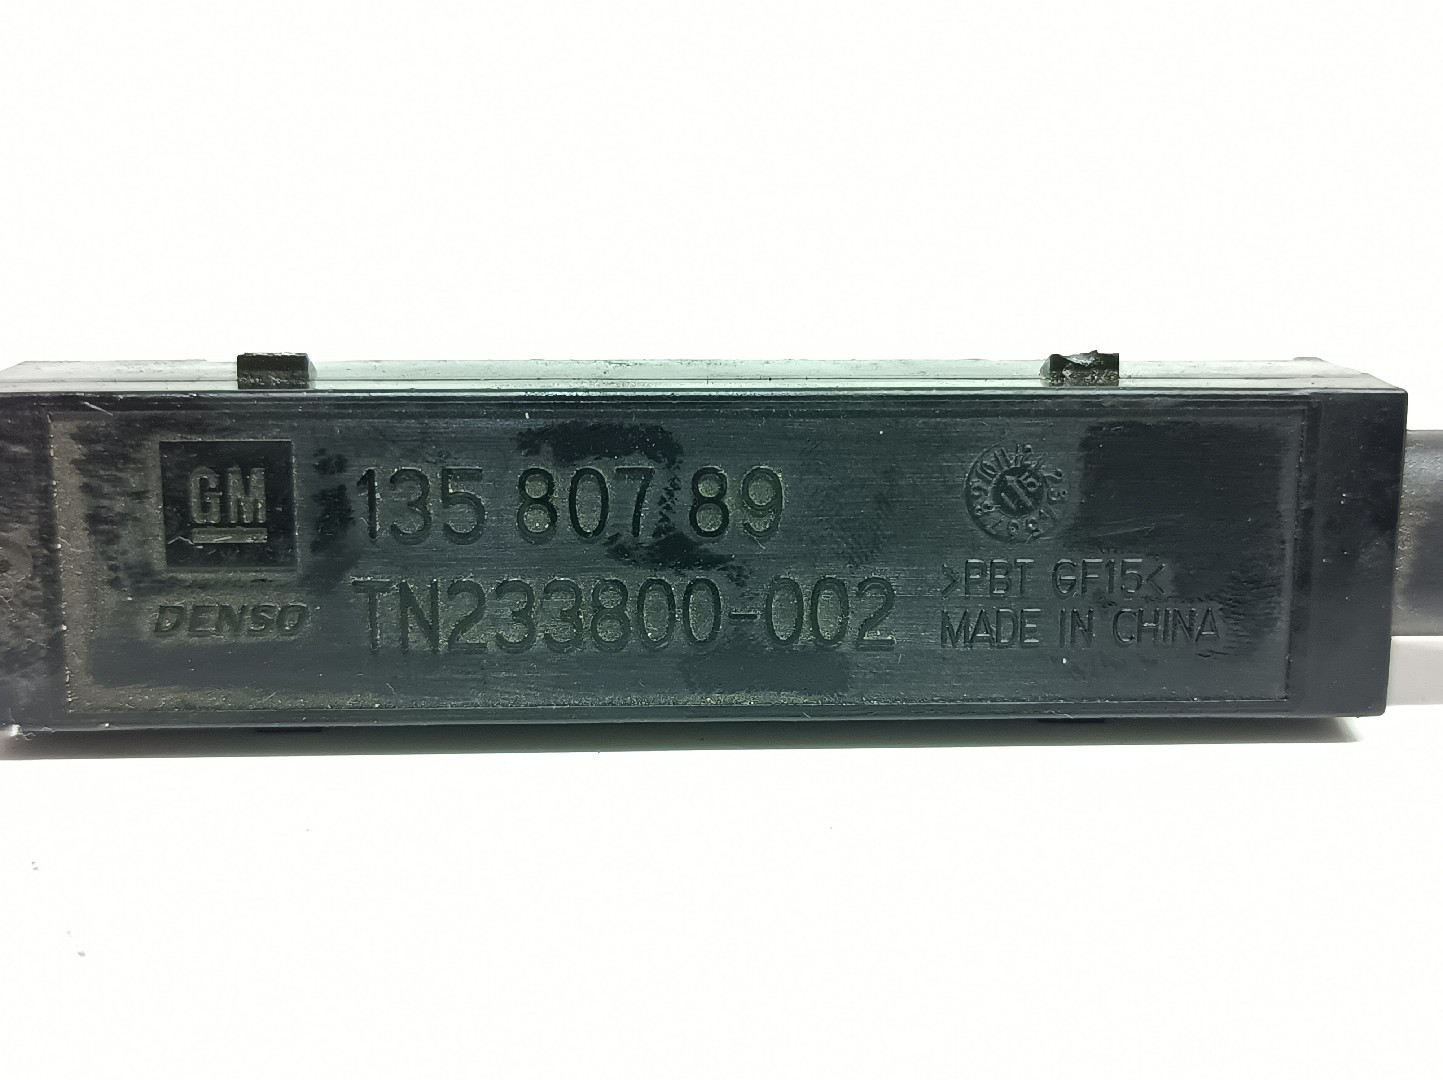 GM
135 807 89
DENSO
TN233800-002
>PBT GF15<
MADE IN CHINA